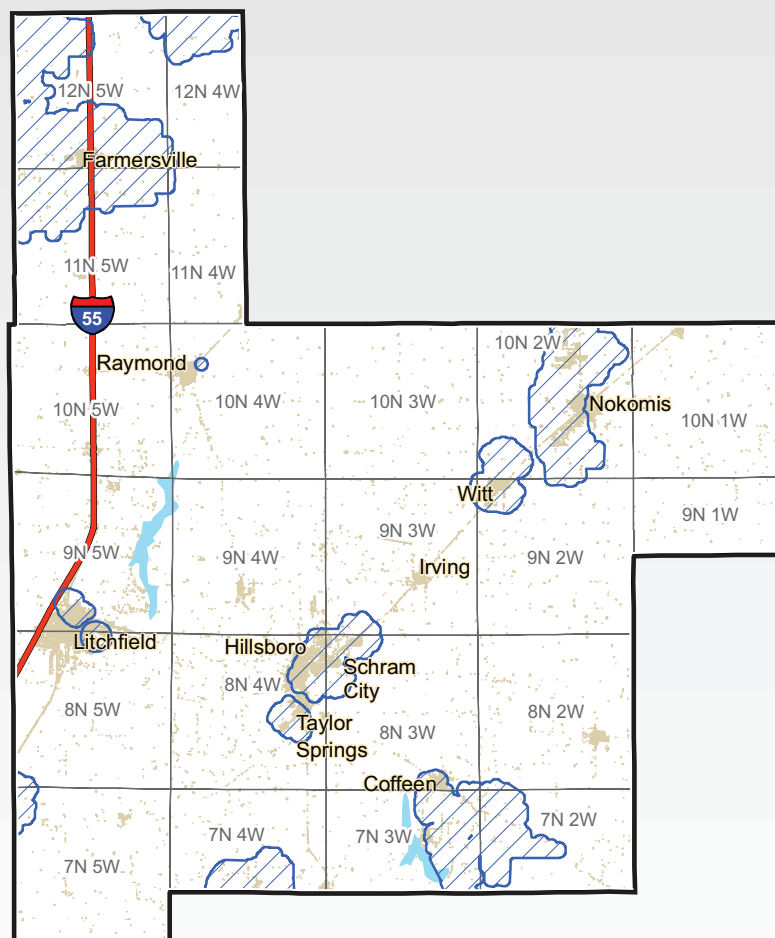 12N 5W
12N 4W
Farmersville
11N 5W
11N 4W
55
Raymond
10N 2W
Nokomis
10N 5W
10N 4W
10N 3W
10N 1W
Witt
9N 1W
9N 3W
9N 5W
9N 4W
Irving
9N 2W
Litchfield
Hillsboro
Schram
City
8N 4W
8N 5W
Taylor
Springs
8N 3W
8N 2W
Coffeen
7N 2W
7N 4W
7N 3W
7N 5W